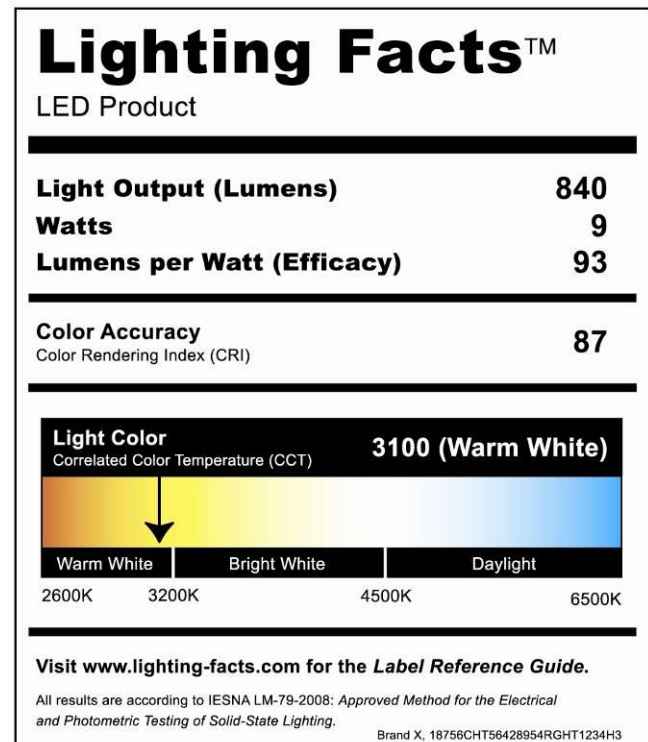 Lighting Facts™
LED Product
Light Output (Lumens) 840
Watts 9
Lumens per Watt (Efficacy) 93
Color Accuracy
Color Rendering Index (CRI) 87
Light Color
Correlated Color Temperature (CCT) 3100 (Warm White)
Warm White Bright White Daylight
2600K 3200K 4500K 6500K
Visit www.lighting-facts.com for the Label Reference Guide.
All results are according to IESNA LM-79-2008: Approved Method for the Electrical
and Photometric Testing of Solid-State Lighting.
Brand X, 18756CHT56428954RGHT1234H3